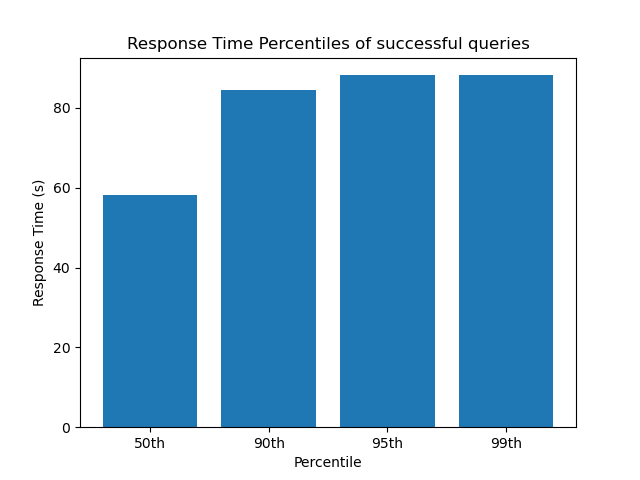 Response Time Percentiles of successful queries
80
60
40
20
0
Response Time (s)
50th 90th 95th 99th
Percentile